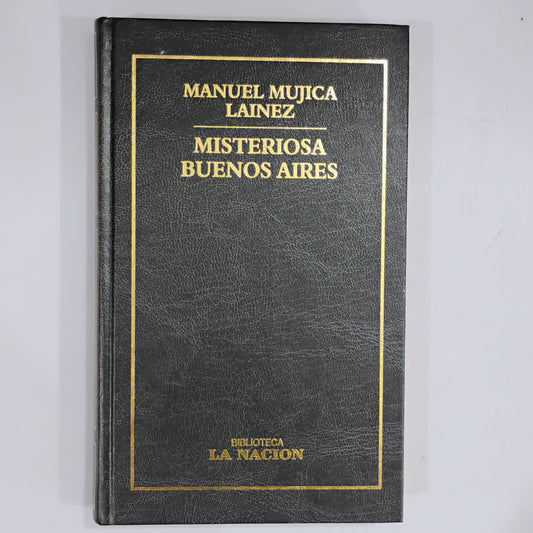 MANUEL MUJICA
LAINEZ
MISTERIOSA
BUENOS AIRES
BIBLIOTECA
LA NACION